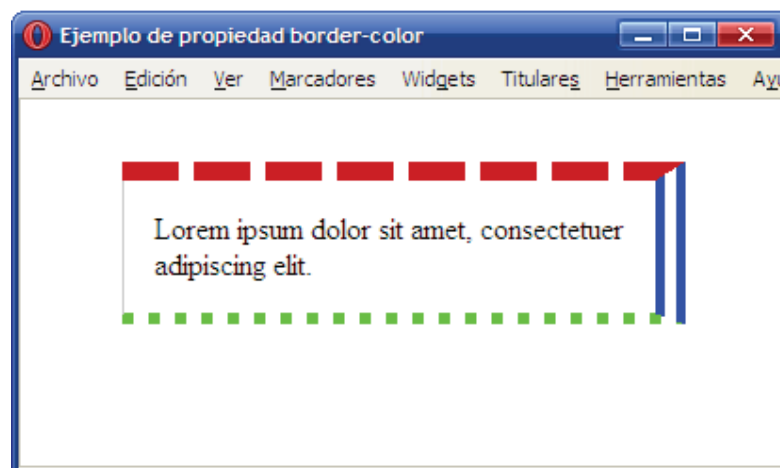 Ejemplo de propiedad border-color
Archivo Edición Ver Marcadores Widgets Titulares Herramientas Ayu
Lorem ipsum dolor sit amet, consectetuer
adipiscing elit.